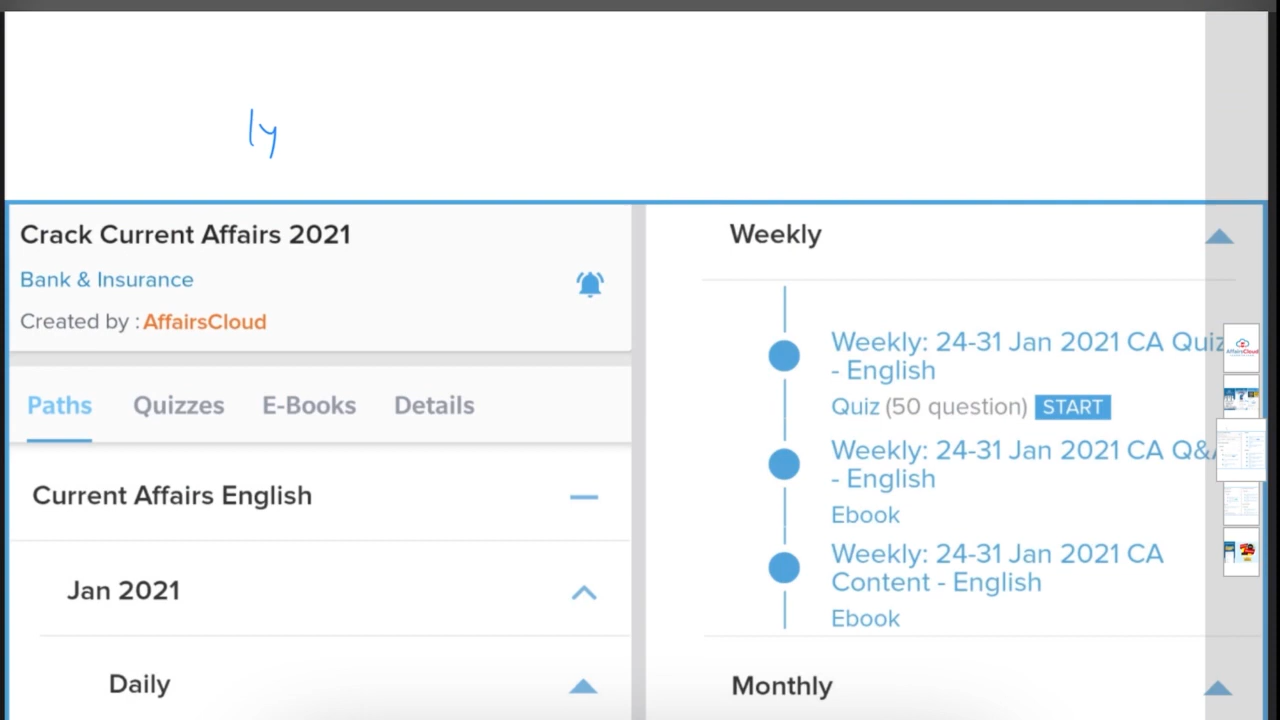 ly
Crack Current Affairs 2021
Bank & Insurance
Created by : AffairsCloud
Paths Quizzes E-Books Details
Current Affairs English
Jan 2021
Daily
Weekly
Weekly: 24-31 Jan 2021 CA Quiz
- English
Quiz (50 question) START
Weekly: 24-31 Jan 2021 CA
- English
Ebook
Weekly: 24-31 Jan 2021 CA
Content - English
Ebook
Monthly
AffairsCloud